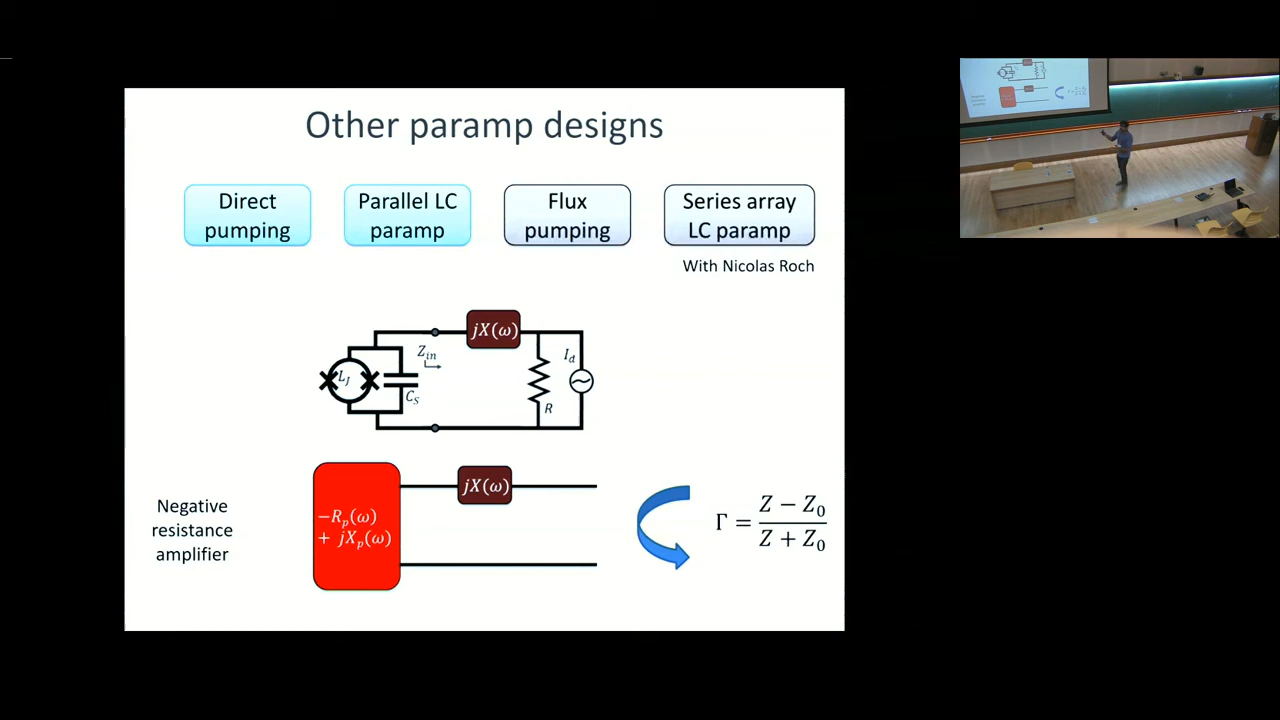 Other paramp designs
Direct
pumping
Parallel LC
paramp
Flux
pumping
Series array
LC paramp
With Nicolas Roch
jX(ω)
Z_in
I_d
L_J
C_S
R
Negative
resistance
amplifier
−R_p(ω)
+ jX_p(ω)
jX(ω)
Γ = (Z − Z_0)/(Z + Z_0)